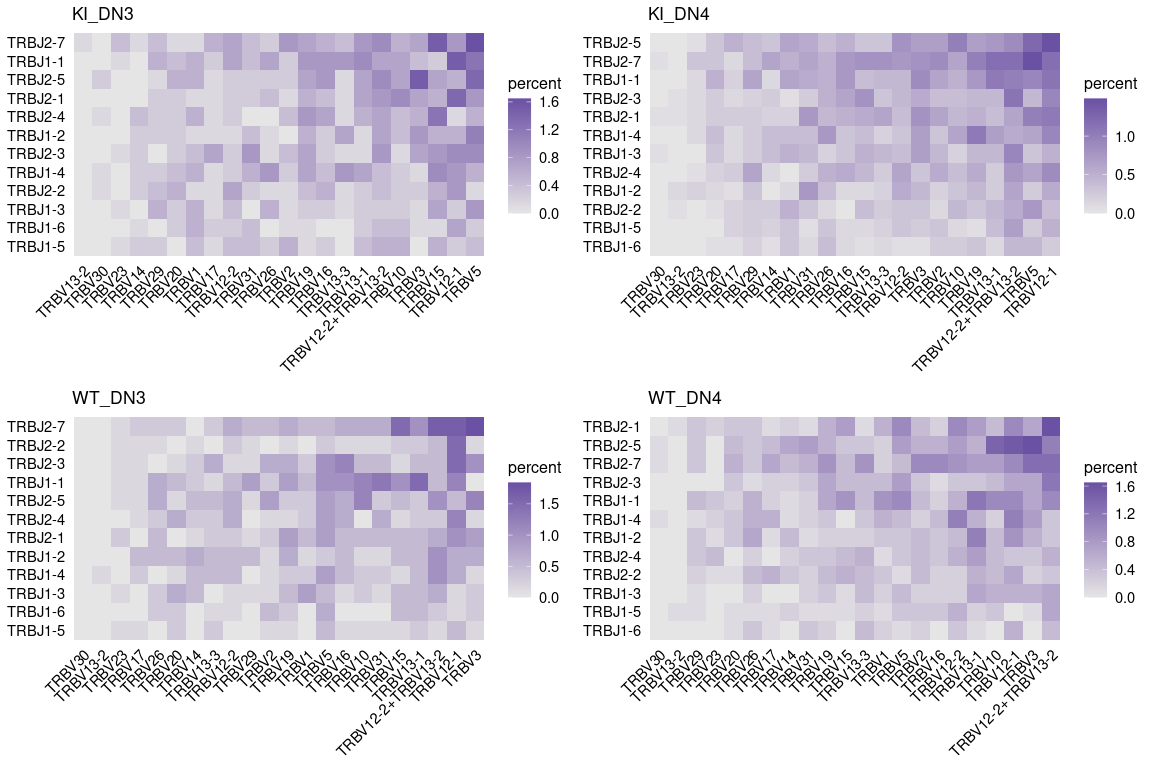 KI_DN3
TRBJ2-7
TRBJ1-1
TRBJ2-5
TRBJ2-1
TRBJ2-4
TRBJ1-2
TRBJ2-3
TRBJ1-4
TRBJ2-2
TRBJ1-3
TRBJ1-6
TRBJ1-5
TRBV13-2
TRBV30
TRBV23
TRBV14
TRBV29
TRBV20
TRBV1
TRBV17
TRBV12-2
TRBV31
TRBV26
TRBV2
TRBV19
TRBV16
TRBV13-3
TRBV13-1
TRBV12-2+TRBV13-2
TRBV10
TRBV3
TRBV15
TRBV12-1
TRBV5
percent
1.6
1.2
0.8
0.4
0.0
KI_DN4
TRBJ2-5
TRBJ2-7
TRBJ1-1
TRBJ2-3
TRBJ2-1
TRBJ1-4
TRBJ1-3
TRBJ2-4
TRBJ1-2
TRBJ2-2
TRBJ1-5
TRBJ1-6
TRBV30
TRBV13-2
TRBV23
TRBV20
TRBV17
TRBV29
TRBV14
TRBV1
TRBV31
TRBV26
TRBV16
TRBV15
TRBV13-3
TRBV12-2
TRBV3
TRBV2
TRBV10
TRBV19
TRBV13-1
TRBV12-2+TRBV13-2
TRBV5
TRBV12-1
percent
1.0
0.5
0.0
WT_DN3
TRBJ2-7
TRBJ2-2
TRBJ2-3
TRBJ1-1
TRBJ2-5
TRBJ2-4
TRBJ2-1
TRBJ1-2
TRBJ1-4
TRBJ1-3
TRBJ1-6
TRBJ1-5
TRBV30
TRBV13-2
TRBV23
TRBV17
TRBV26
TRBV20
TRBV14
TRBV13-3
TRBV12-2
TRBV29
TRBV2
TRBV19
TRBV1
TRBV5
TRBV16
TRBV10
TRBV31
TRBV15
TRBV13-1
TRBV12-2+TRBV13-2
TRBV12-1
TRBV3
percent
1.5
1.0
0.5
0.0
WT_DN4
TRBJ2-1
TRBJ2-5
TRBJ2-7
TRBJ2-3
TRBJ1-1
TRBJ1-4
TRBJ1-2
TRBJ2-4
TRBJ2-2
TRBJ1-3
TRBJ1-5
TRBJ1-6
TRBV30
TRBV13-2
TRBV29
TRBV23
TRBV20
TRBV26
TRBV17
TRBV14
TRBV31
TRBV19
TRBV15
TRBV13-3
TRBV1
TRBV5
TRBV2
TRBV16
TRBV12-2
TRBV13-1
TRBV10
TRBV12-1
TRBV3
TRBV12-2+TRBV13-2
percent
1.6
1.2
0.8
0.4
0.0